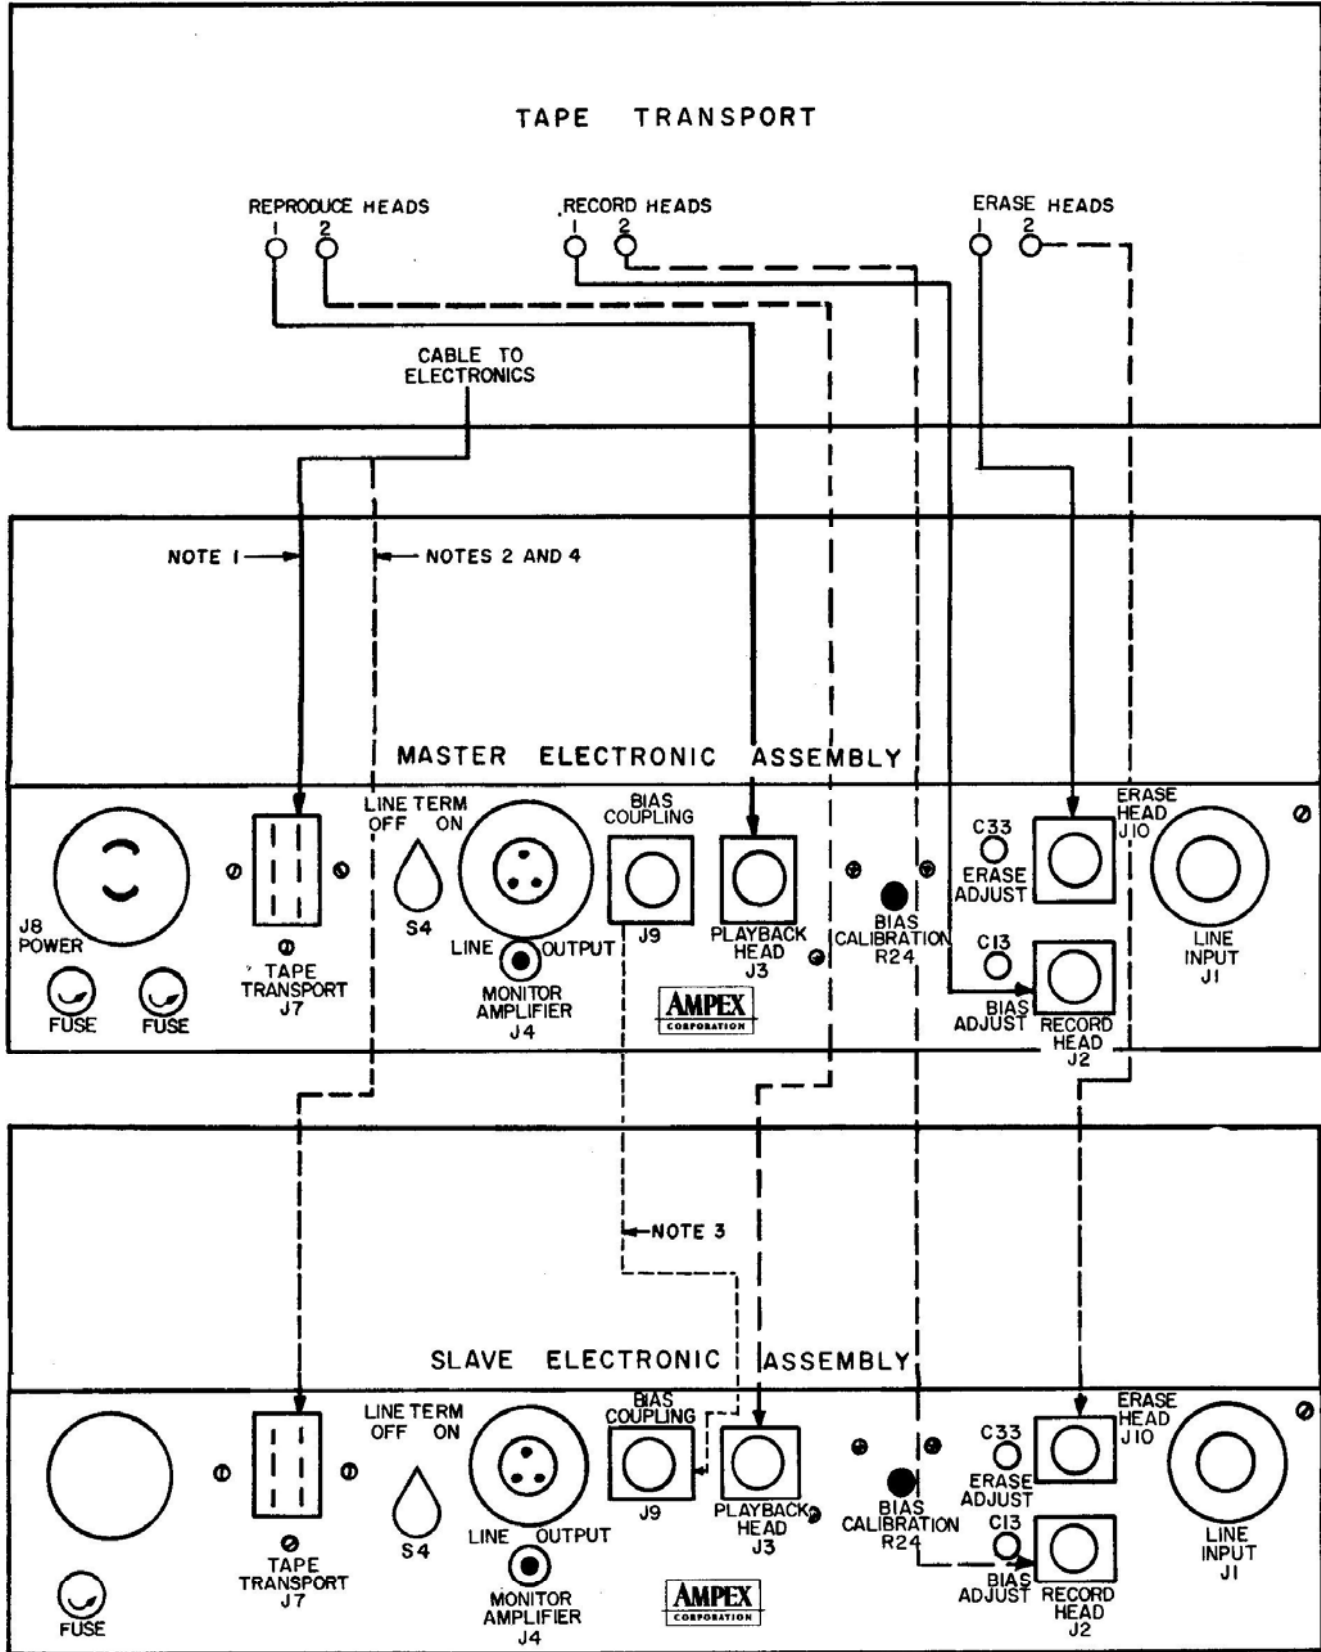 TAPE TRANSPORT
REPRODUCE HEADS
1 2
RECORD HEADS
1 2
ERASE HEADS
1 2
CABLE TO
ELECTRONICS
NOTE 1
NOTES 2 AND 4
MASTER ELECTRONIC ASSEMBLY
J8
POWER
FUSE
FUSE
TAPE
TRANSPORT
J7
LINE TERM
OFF ON
S4
LINE OUTPUT
MONITOR
AMPLIFIER
J4
BIAS
COUPLING
J9
PLAYBACK
HEAD
J3
AMPEX
CORPORATION
BIAS
CALIBRATION
R24
C33
ERASE
ADJUST
C13
BIAS
ADJUST
ERASE
HEAD
J10
RECORD
HEAD
J2
LINE
INPUT
J1
NOTE 3
SLAVE ELECTRONIC ASSEMBLY
FUSE
TAPE
TRANSPORT
J7
LINE TERM
OFF ON
S4
LINE OUTPUT
MONITOR
AMPLIFIER
J4
BIAS
COUPLING
J9
PLAYBACK
HEAD
J3
AMPEX
CORPORATION
BIAS
CALIBRATION
R24
C33
ERASE
ADJUST
C13
BIAS
ADJUST
ERASE
HEAD
J10
RECORD
HEAD
J2
LINE
INPUT
J1